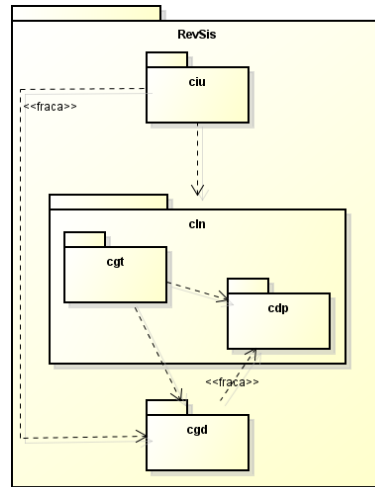 RevSis
ciu
<<fraca>>
cln
cgt
cdp
<<fraca>>
cgd